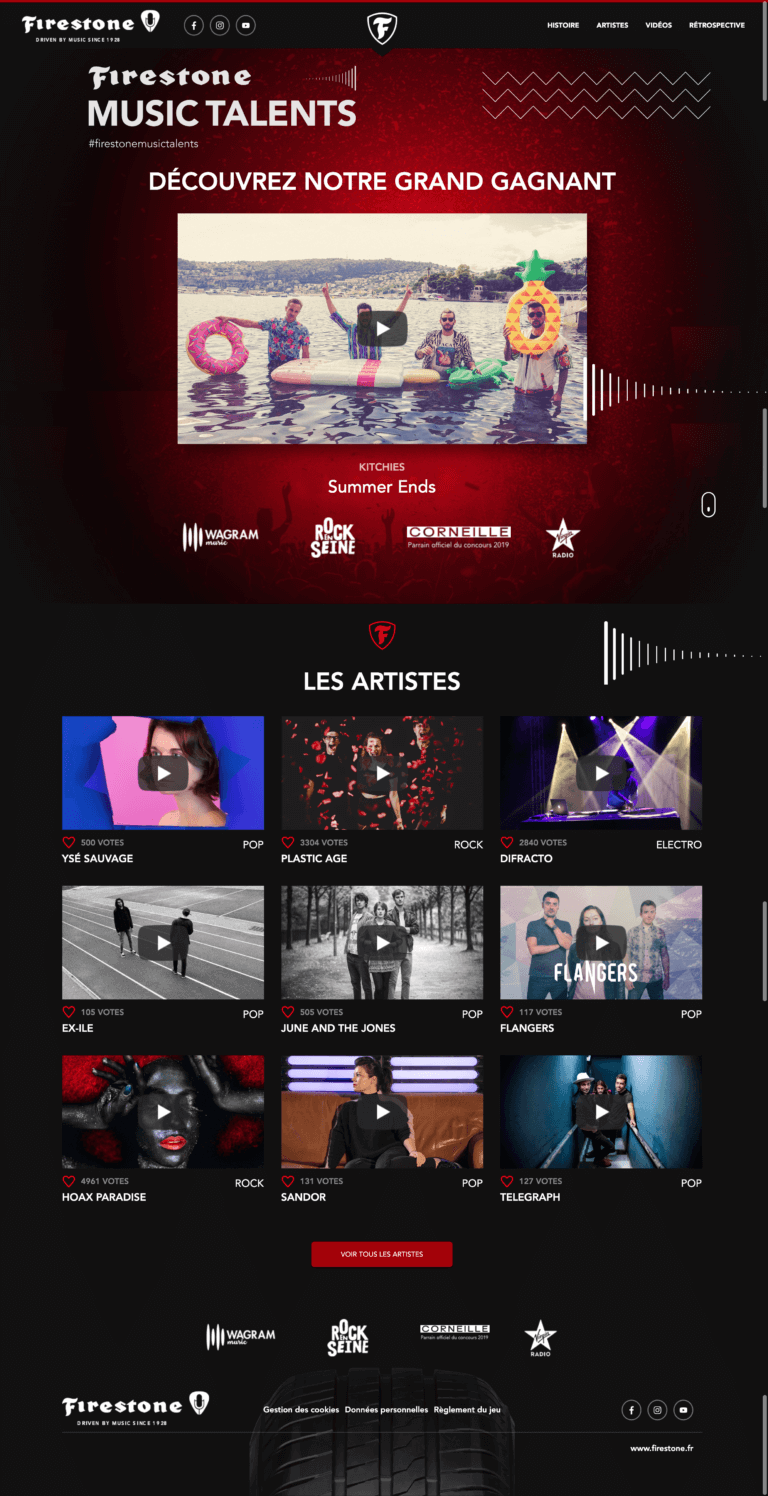 Firestone
DRIVEN BY MUSIC SINCE 1928
HISTOIRE ARTISTES VIDÉOS RÉTROSPECTIVE
Firestone
MUSIC TALENTS
#firestonemusictalents
DÉCOUVREZ NOTRE GRAND GAGNANT
KITCHIES
Summer Ends
WAGRAM music
ROCK EN SEINE
CORNEILLE
Parrain officiel du concours 2019
Virgin RADIO
LES ARTISTES
500 VOTES POP
YSÉ SAUVAGE
3304 VOTES ROCK
PLASTIC AGE
2840 VOTES ELECTRO
DIFRACTO
105 VOTES POP
EX-ILE
505 VOTES POP
JUNE AND THE JONES
FLANGERS
117 VOTES POP
FLANGERS
4961 VOTES ROCK
HOAX PARADISE
131 VOTES POP
SANDOR
127 VOTES POP
TELEGRAPH
VOIR TOUS LES ARTISTES
WAGRAM music
ROCK EN SEINE
CORNEILLE
Parrain officiel du concours 2019
Virgin RADIO
Firestone
DRIVEN BY MUSIC SINCE 1928
Gestion des cookies Données personnelles Règlement du jeu
www.firestone.fr